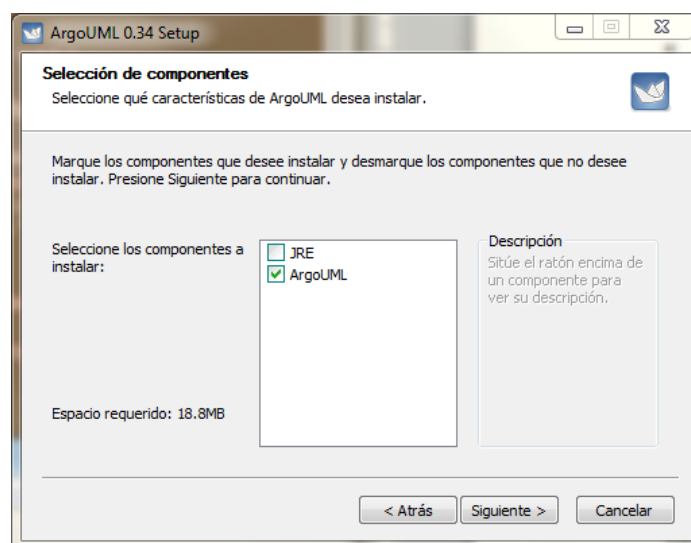 ArgoUML 0.34 Setup
Selección de componentes
Seleccione qué características de ArgoUML desea instalar.
Marque los componentes que desee instalar y desmarque los componentes que no desee
instalar. Presione Siguiente para continuar.
Seleccione los componentes a
instalar:
JRE
ArgoUML
Descripción
Sitúe el ratón encima de
un componente para
ver su descripción.
Espacio requerido: 18.8MB
< Atrás
Siguiente >
Cancelar